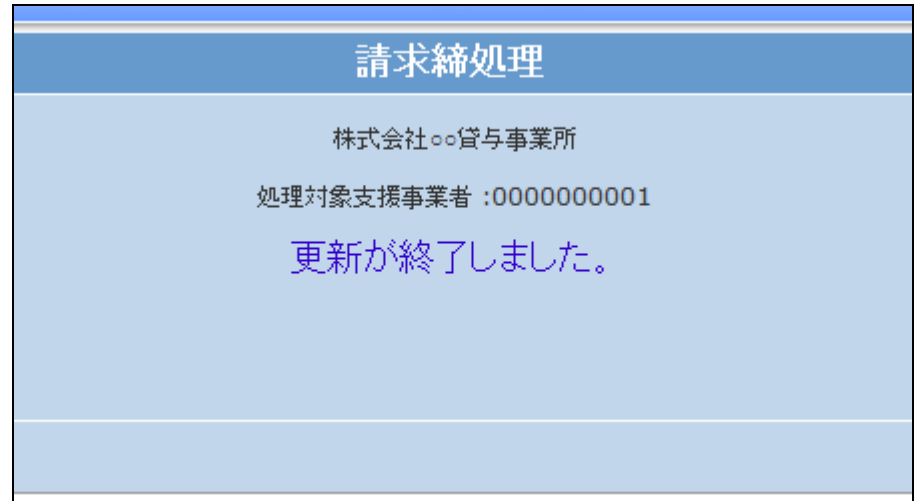 請求締処理
株式会社○○貸与事業所
処理対象支援事業者:0000000001
更新が終了しました。